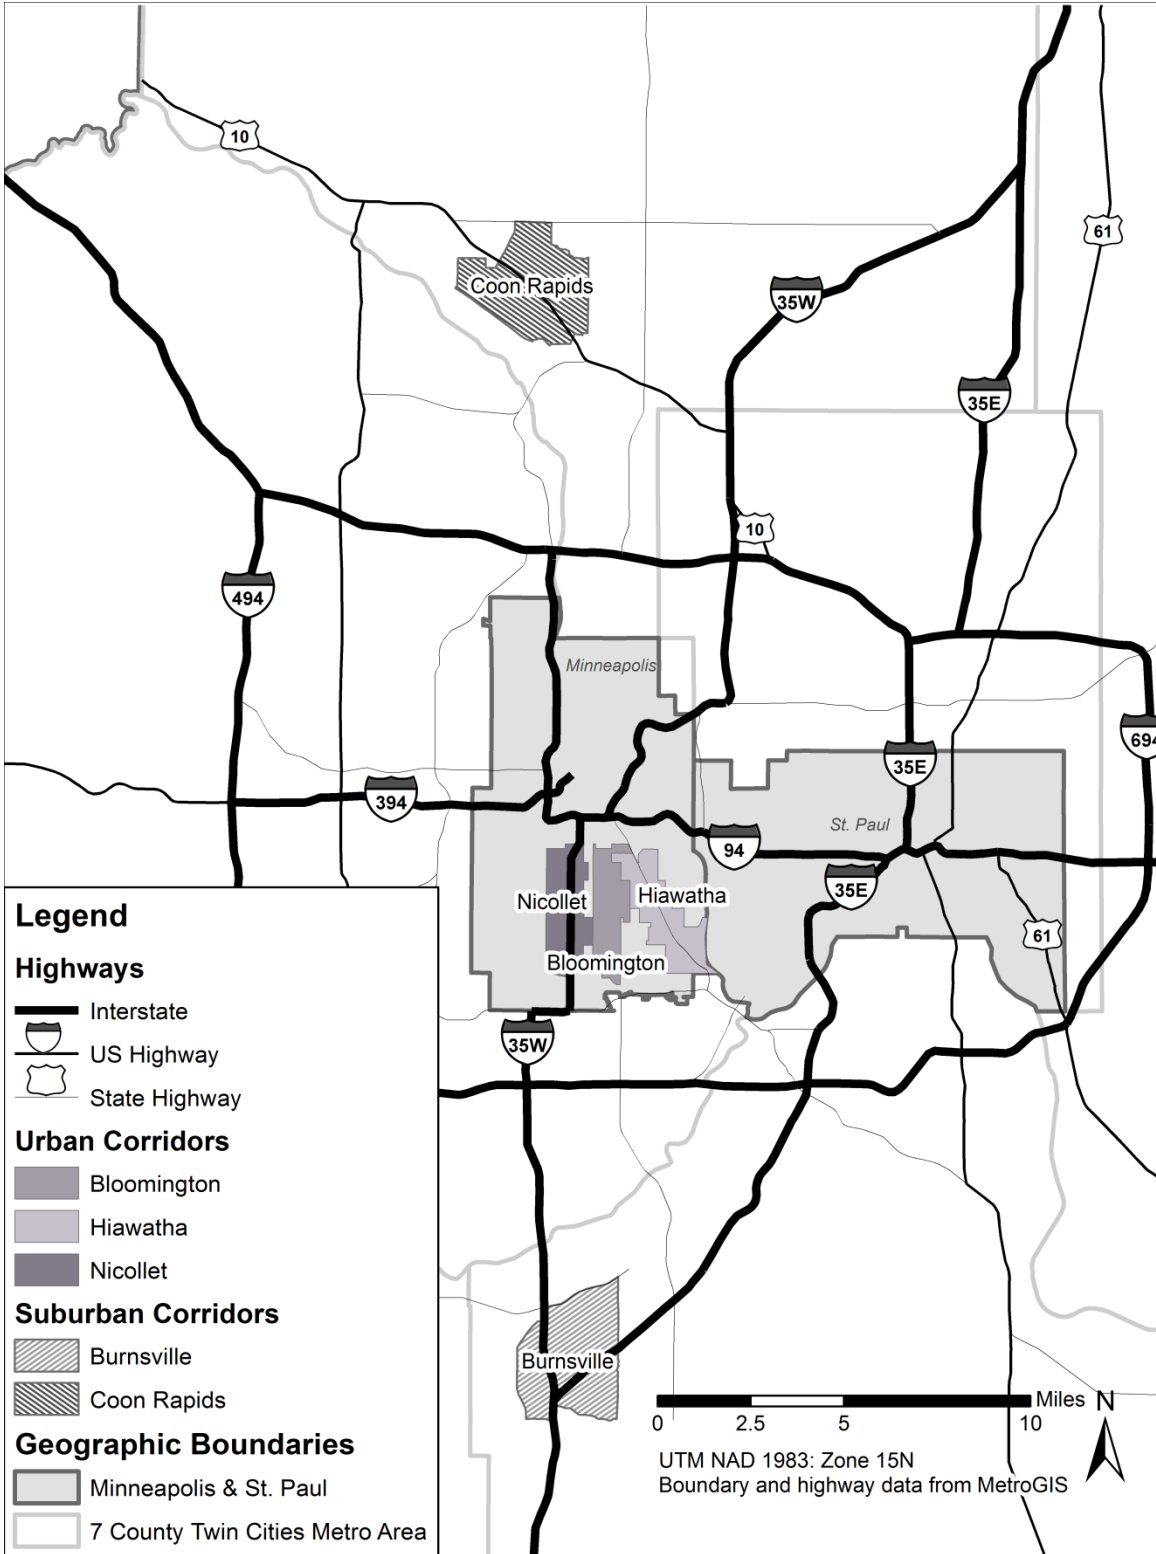 10
61
Coon Rapids
35W
35E
10
494
Minneapolis
694
35E
394
St. Paul
94
35E
Nicollet
Hiawatha
61
Bloomington
35W
Burnsville
Legend
Highways
Interstate
US Highway
State Highway
Urban Corridors
Bloomington
Hiawatha
Nicollet
Suburban Corridors
Burnsville
Coon Rapids
Geographic Boundaries
Minneapolis & St. Paul
7 County Twin Cities Metro Area
Miles
N
0 2.5 5 10
UTM NAD 1983: Zone 15N
Boundary and highway data from MetroGIS